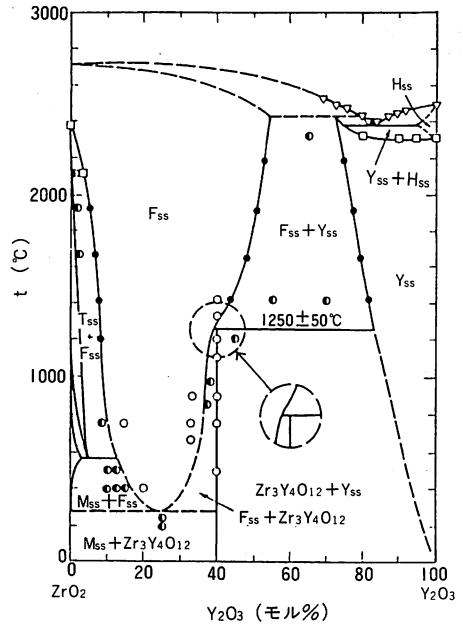 3000
2000
1000
0
t (℃)
Hss
Yss+Hss
Fss
Fss+Yss
Yss
1250±50℃
Tss
+
Fss
Mss+Fss
Zr3Y4O12+Yss
Fss+Zr3Y4O12
Mss+Zr3Y4O12
0
20
40
60
80
100
ZrO2
Y2O3 (モル%)
Y2O3